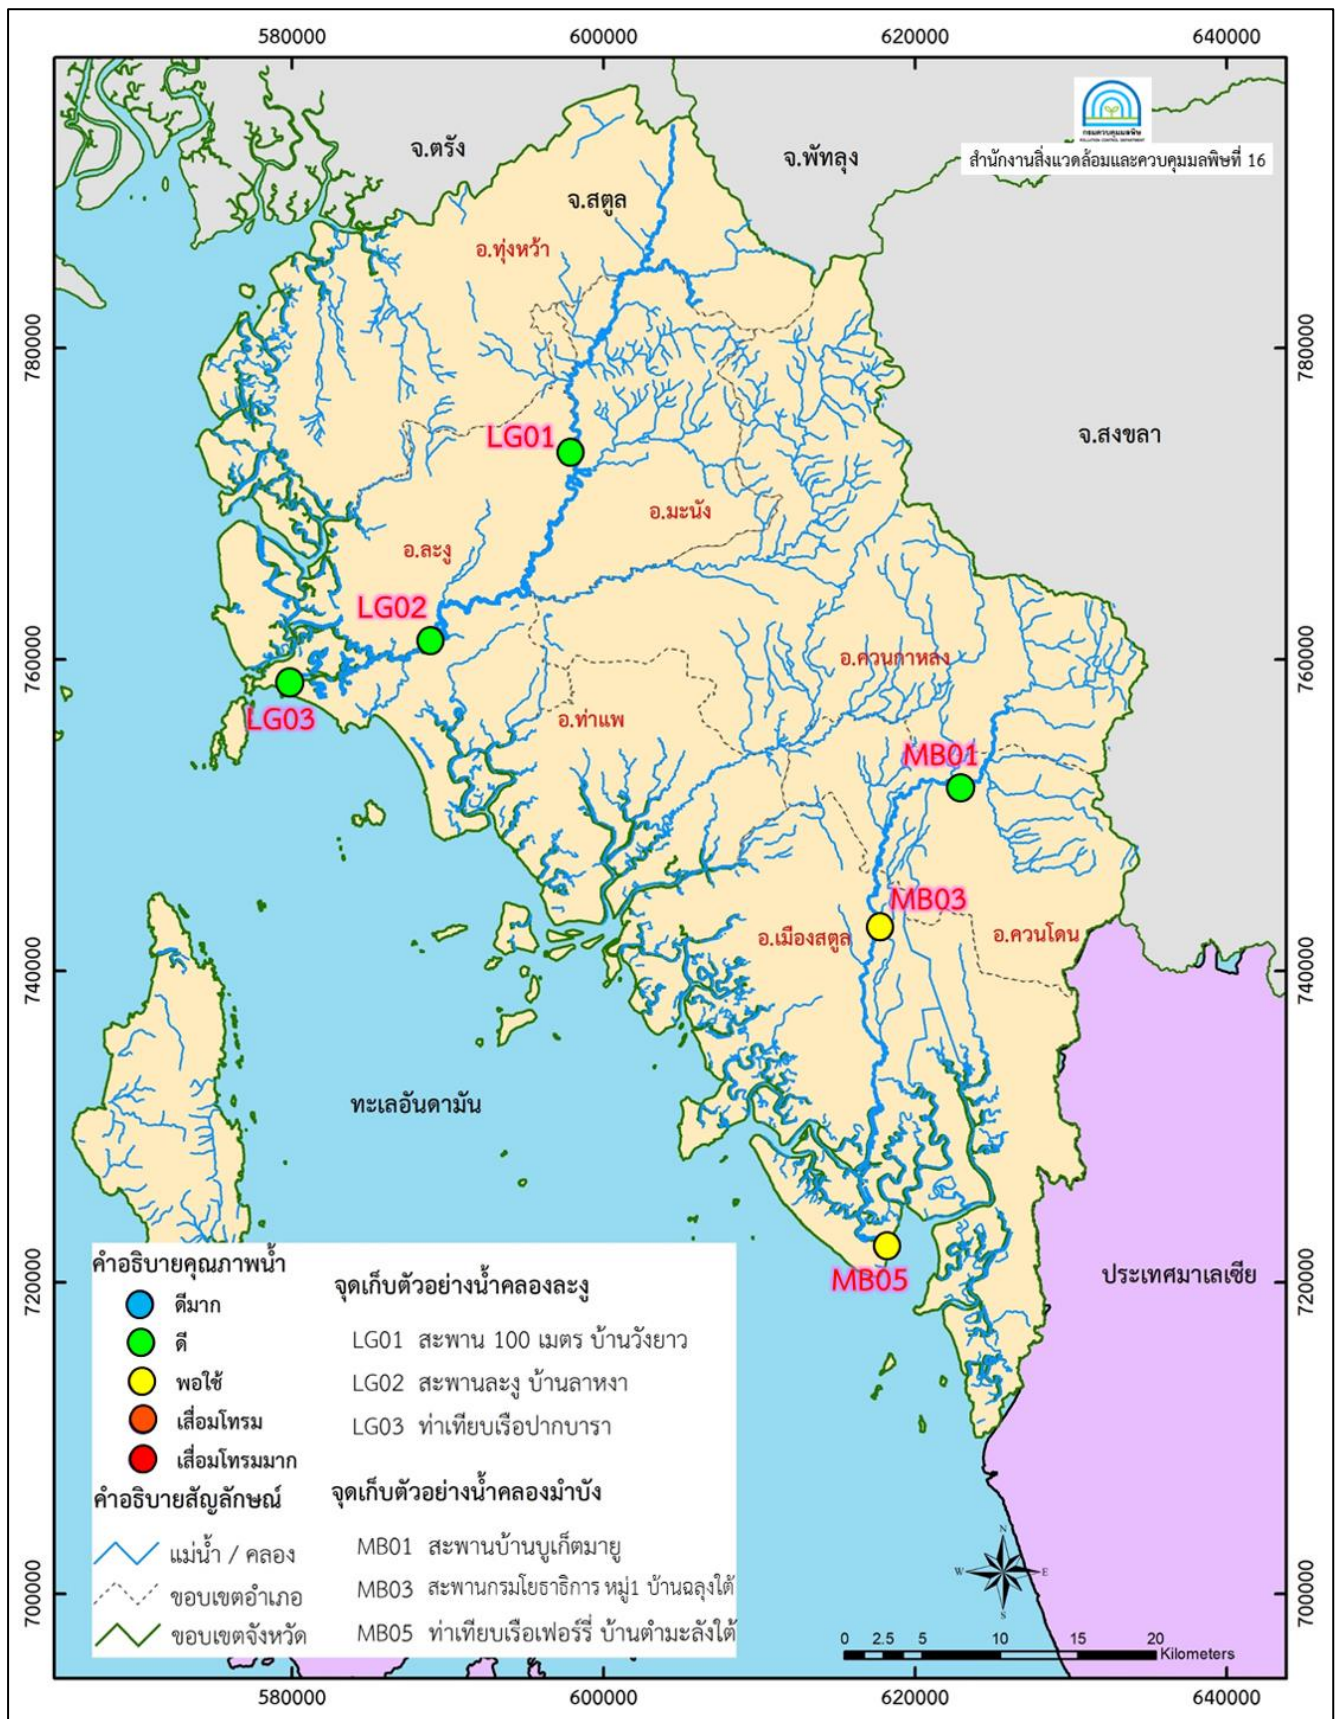 580000 600000 620000 640000
กรมควบคุมมลพิษ
POLLUTION CONTROL DEPARTMENT
สำนักงานสิ่งแวดล้อมและควบคุมมลพิษที่ 16
จ.ตรัง
จ.พัทลุง
จ.สตูล
อ.ทุ่งหว้า
780000
780000
LG01
จ.สงขลา
อ.มะนัง
อ.ละงู
LG02
760000
อ.ควนกาหลง
760000
LG03
อ.ท่าแพ
MB01
MB03
อ.เมืองสตูล
อ.ควนโดน
740000
740000
ทะเลอันดามัน
MB05
ประเทศมาเลเซีย
720000
720000
คำอธิบายคุณภาพน้ำ
ดีมาก
ดี
พอใช้
เสื่อมโทรม
เสื่อมโทรมมาก
คำอธิบายสัญลักษณ์
แม่น้ำ / คลอง
ขอบเขตอำเภอ
ขอบเขตจังหวัด
จุดเก็บตัวอย่างน้ำคลองละงู
LG01 สะพาน 100 เมตร บ้านวังยาว
LG02 สะพานละงู บ้านลาหงา
LG03 ท่าเทียบเรือปากบารา
จุดเก็บตัวอย่างน้ำคลองมำบัง
MB01 สะพานบ้านบูเก็ตมายู
MB03 สะพานกรมโยธาธิการ หมู่1 บ้านฉลุงใต้
MB05 ท่าเทียบเรือเฟอร์รี่ บ้านตำมะลังใต้
N
W E
S
700000
700000
0 2.5 5 10 15 20
Kilometers
580000 600000 620000 640000